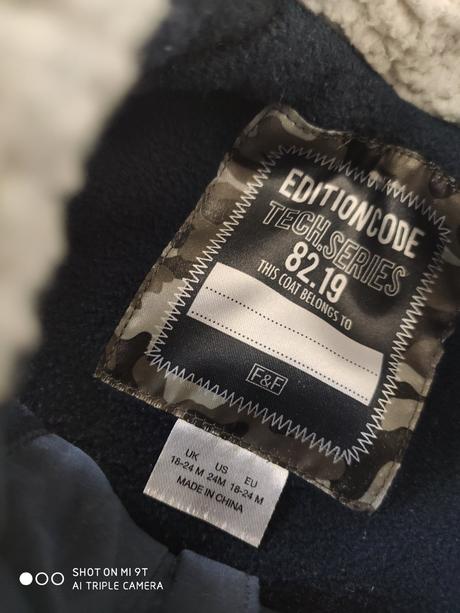 EDITIONCODE
TECH.SERIES
82.19
THIS COAT BELONGS TO
F&F
UK US EU
18-24 M 24M 18-24 M
MADE IN CHINA
SHOT ON MI 9T
AI TRIPLE CAMERA